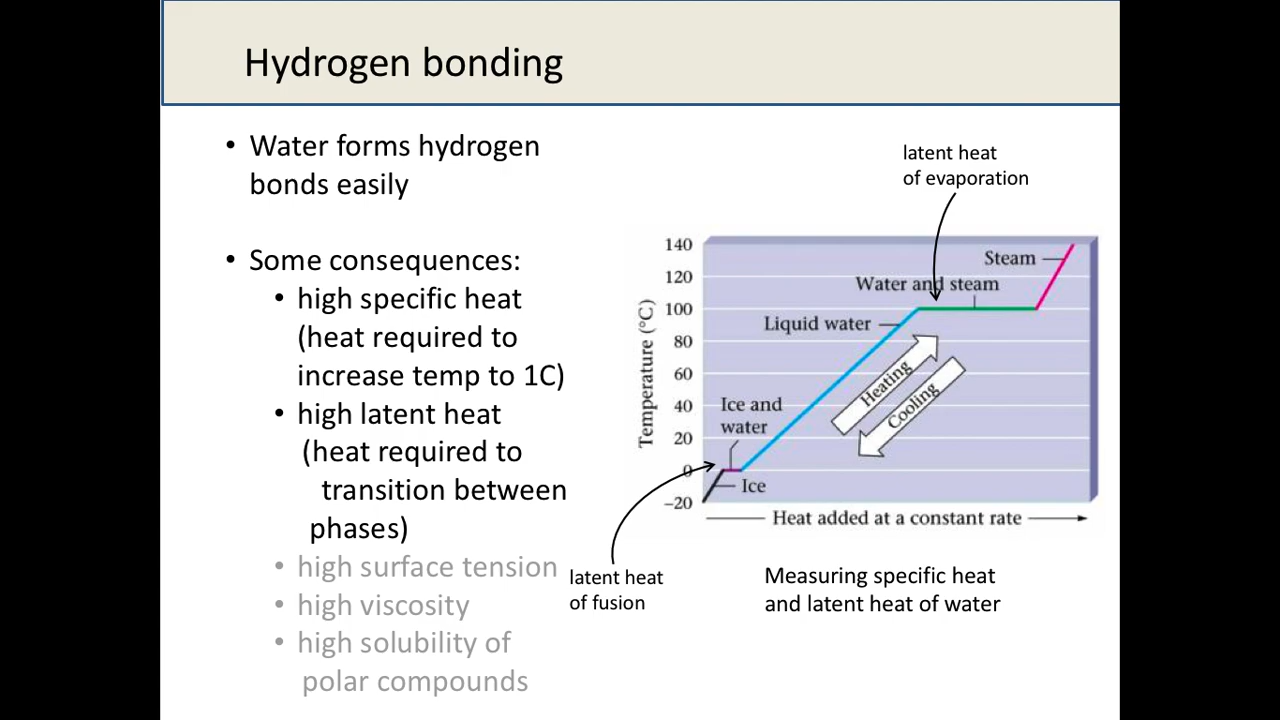 Hydrogen bonding
• Water forms hydrogen
bonds easily
• Some consequences:
• high specific heat
(heat required to
increase temp to 1C)
• high latent heat
(heat required to
transition between
phases)
• high surface tension
• high viscosity
• high solubility of
polar compounds
latent heat
of evaporation
140
120
100
80
60
40
20
0
–20
Temperature (°C)
Steam
Water and steam
Liquid water
Heating
Cooling
Ice and
water
Ice
Heat added at a constant rate
latent heat
of fusion
Measuring specific heat
and latent heat of water